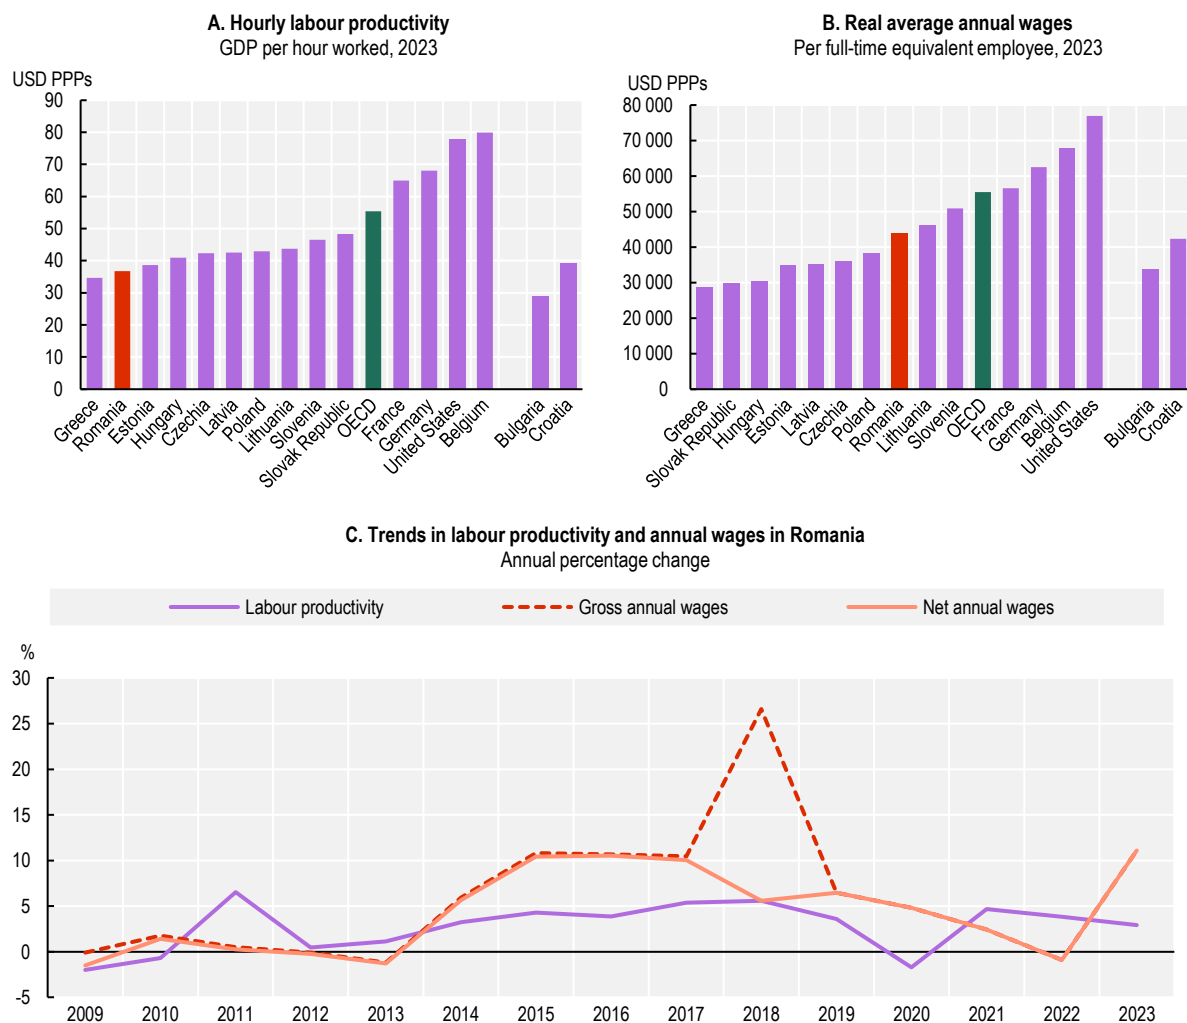 A. Hourly labour productivity
GDP per hour worked, 2023
USD PPPs
90
80
70
60
50
40
30
20
10
0
Greece
Romania
Estonia
Hungary
Czechia
Latvia
Poland
Lithuania
Slovenia
Slovak Republic
OECD
France
Germany
United States
Belgium
Bulgaria
Croatia
B. Real average annual wages
Per full-time equivalent employee, 2023
USD PPPs
80 000
70 000
60 000
50 000
40 000
30 000
20 000
10 000
0
Greece
Slovak Republic
Hungary
Estonia
Latvia
Czechia
Poland
Romania
Lithuania
Slovenia
OECD
France
Germany
Belgium
United States
Bulgaria
Croatia
C. Trends in labour productivity and annual wages in Romania
Annual percentage change
Labour productivity
Gross annual wages
Net annual wages
%
30
25
20
15
10
5
0
-5
2009
2010
2011
2012
2013
2014
2015
2016
2017
2018
2019
2020
2021
2022
2023